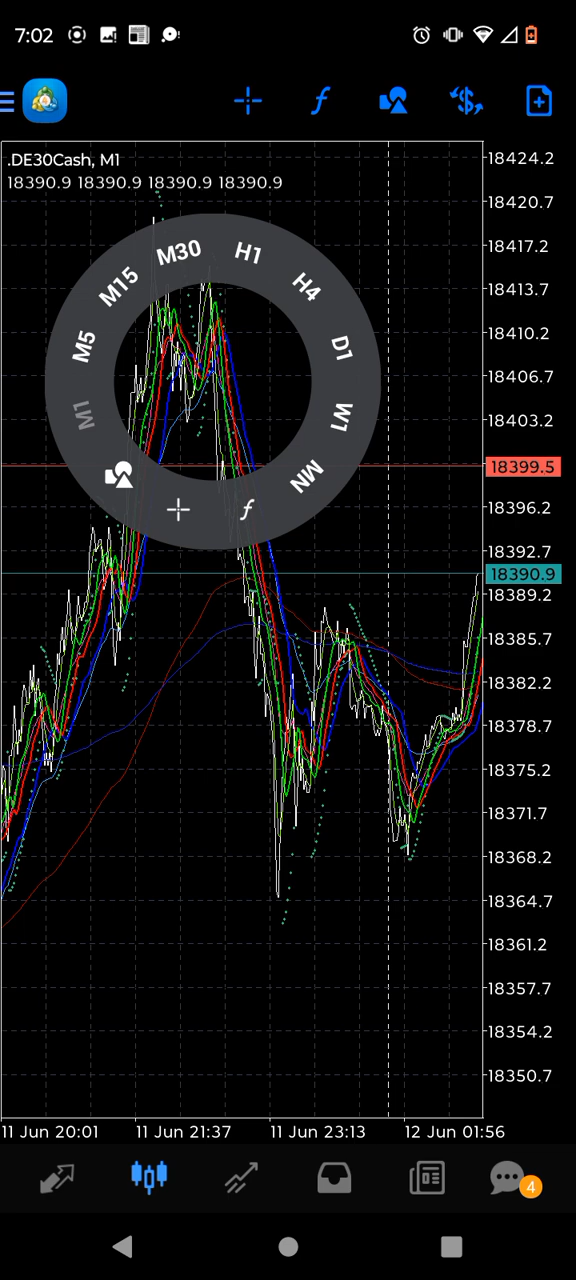 7:02
.DE30Cash, M1
18390.9 18390.9 18390.9 18390.9
M1
M5
M15
M30
H1
H4
D1
W1
MN
f
f
18424.2
18420.7
18417.2
18413.7
18410.2
18406.7
18403.2
18399.5
18396.2
18392.7
18390.9
18389.2
18385.7
18382.2
18378.7
18375.2
18371.7
18368.2
18364.7
18361.2
18357.7
18354.2
18350.7
11 Jun 20:01
11 Jun 21:37
11 Jun 23:13
12 Jun 01:56
4